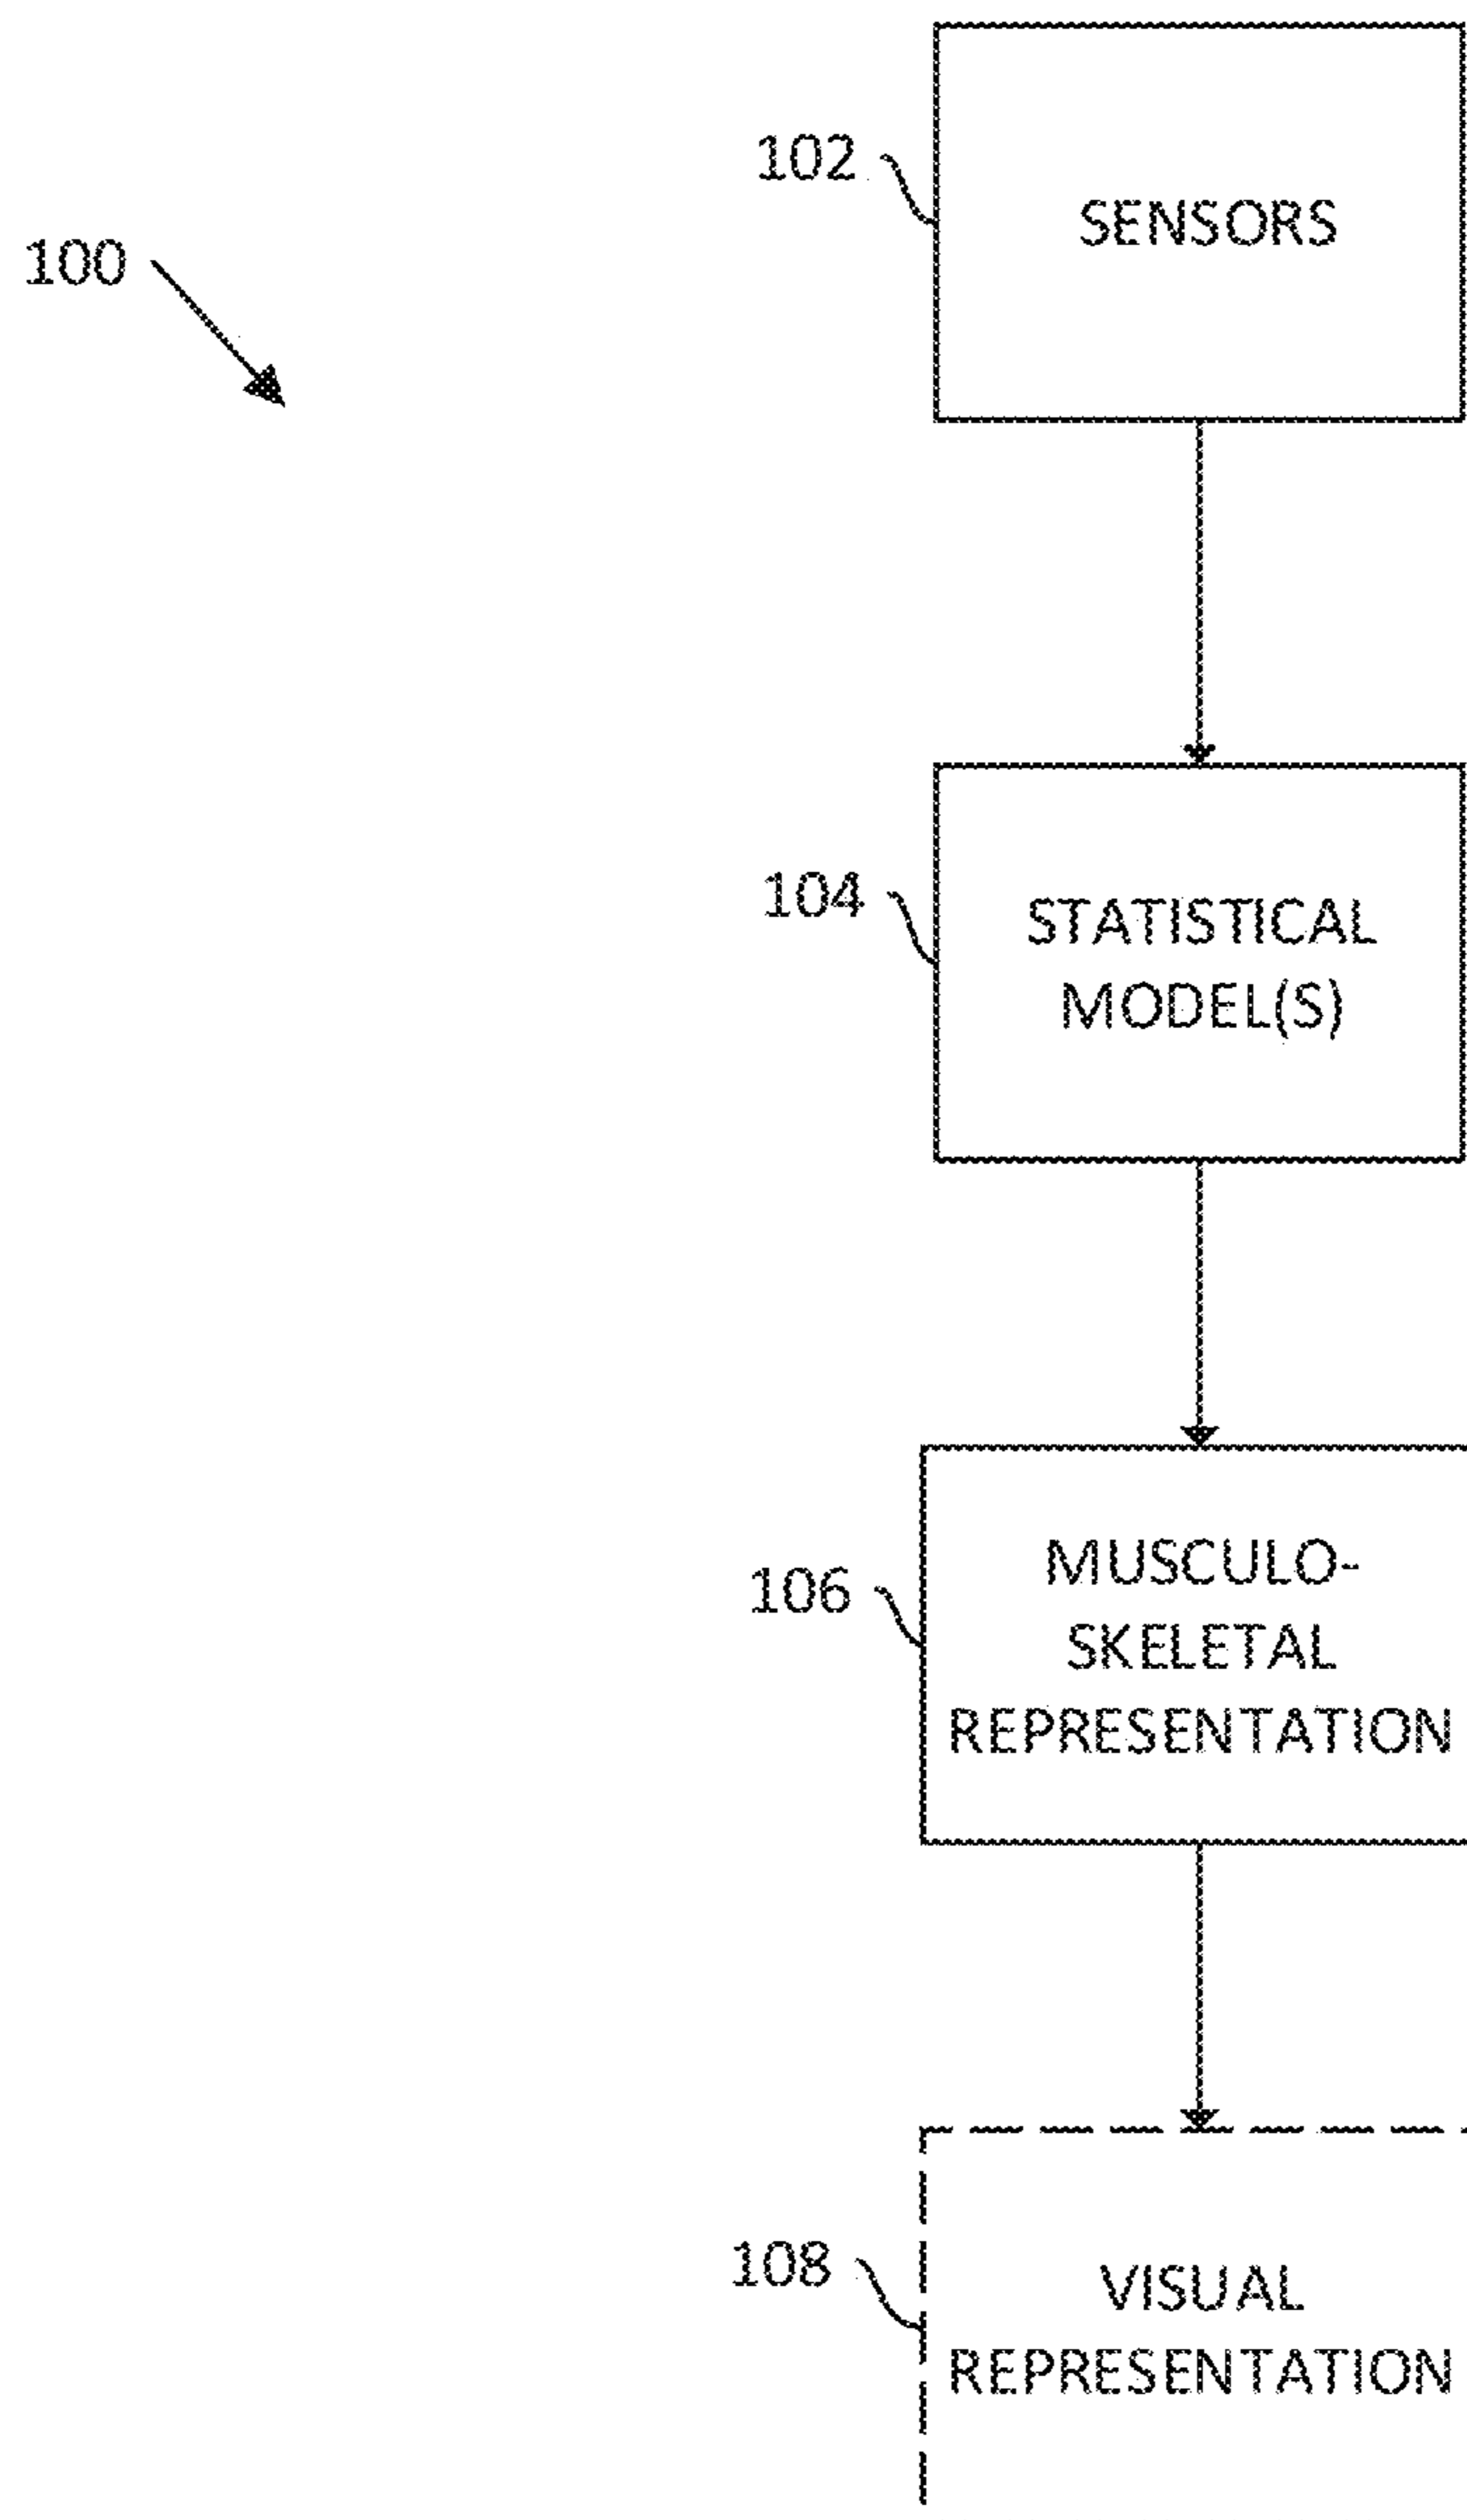 102
SENSORS
100
104
STATISTICAL
MODEL(S)
106
MUSCULO-
SKELETAL
REPRESENTATION
108
VISUAL
REPRESENTATION